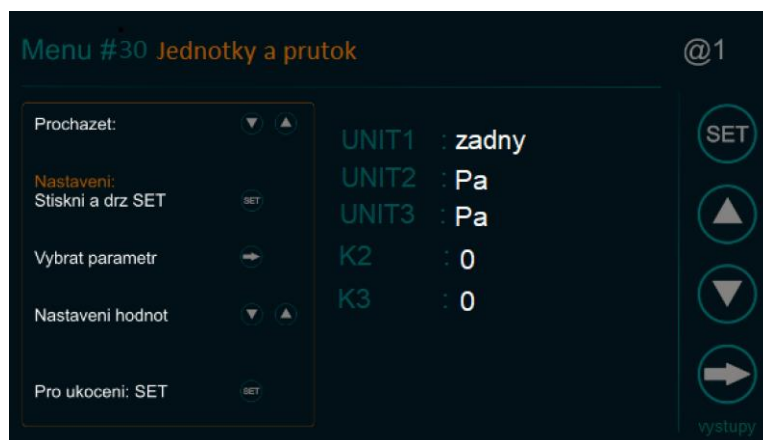 Menu #30 Jednotky a prutok
@1
Prochazet:
Nastaveni:
Stiskni a drz SET
SET
Vybrat parametr
Nastaveni hodnot
Pro ukoceni: SET
SET
UNIT1 : zadny
UNIT2 : Pa
UNIT3 : Pa
K2 : 0
K3 : 0
SET
vystupy